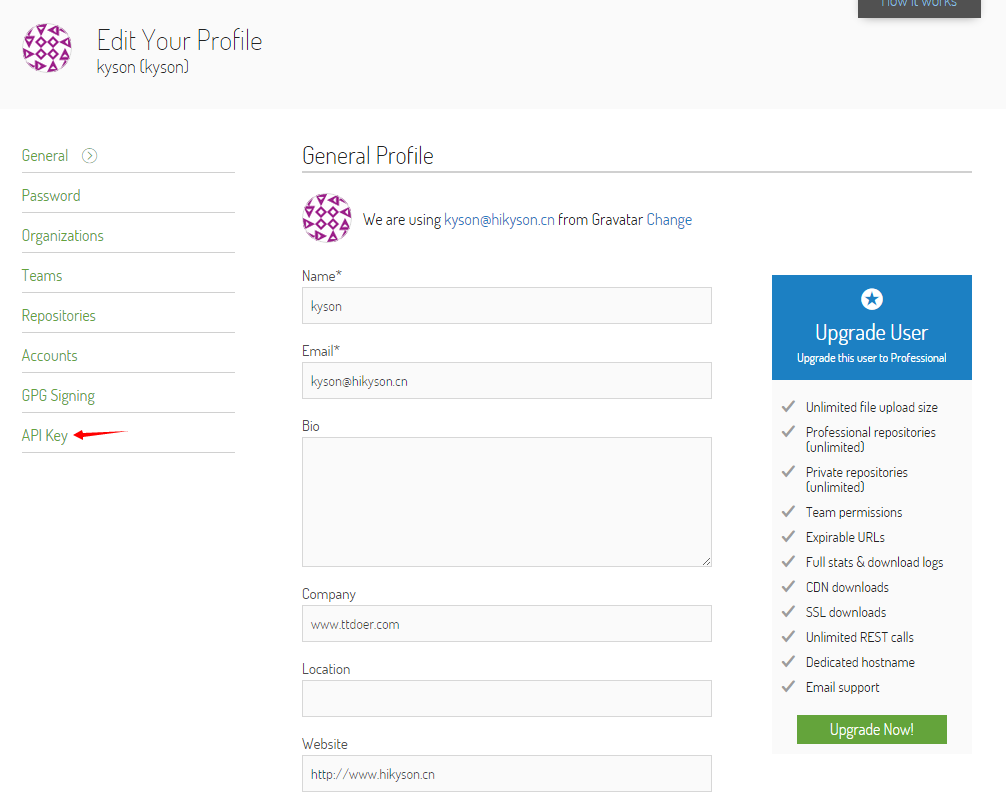 How it works
Edit Your Profile
kyson (kyson)
General
Password
Organizations
Teams
Repositories
Accounts
GPG Signing
API Key
General Profile
We are using kyson@hikyson.cn from Gravatar Change
Name*
kyson
Email*
kyson@hikyson.cn
Bio
Company
www.ttdoer.com
Location
Website
http://www.hikyson.cn
Upgrade User
Upgrade this user to Professional
Unlimited file upload size
Professional repositories
(unlimited)
Private repositories
(unlimited)
Team permissions
Expirable URLs
Full stats & download logs
CDN downloads
SSL downloads
Unlimited REST calls
Dedicated hostname
Email support
Upgrade Now!